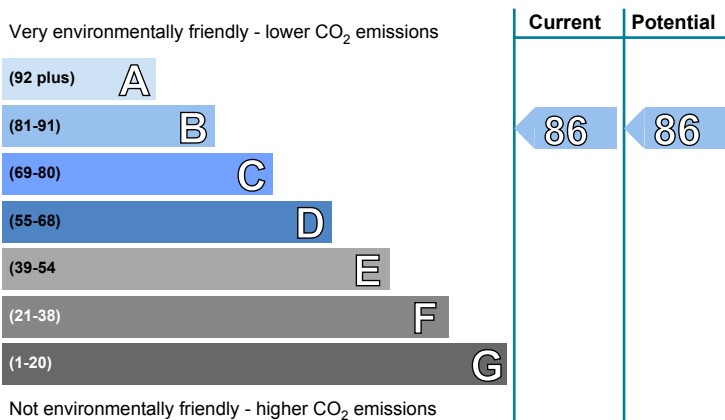 Very environmentally friendly - lower CO2 emissions
Current Potential
(92 plus) A
(81-91) B 86 86
(69-80) C
(55-68) D
(39-54 E
(21-38) F
(1-20) G
Not environmentally friendly - higher CO2 emissions